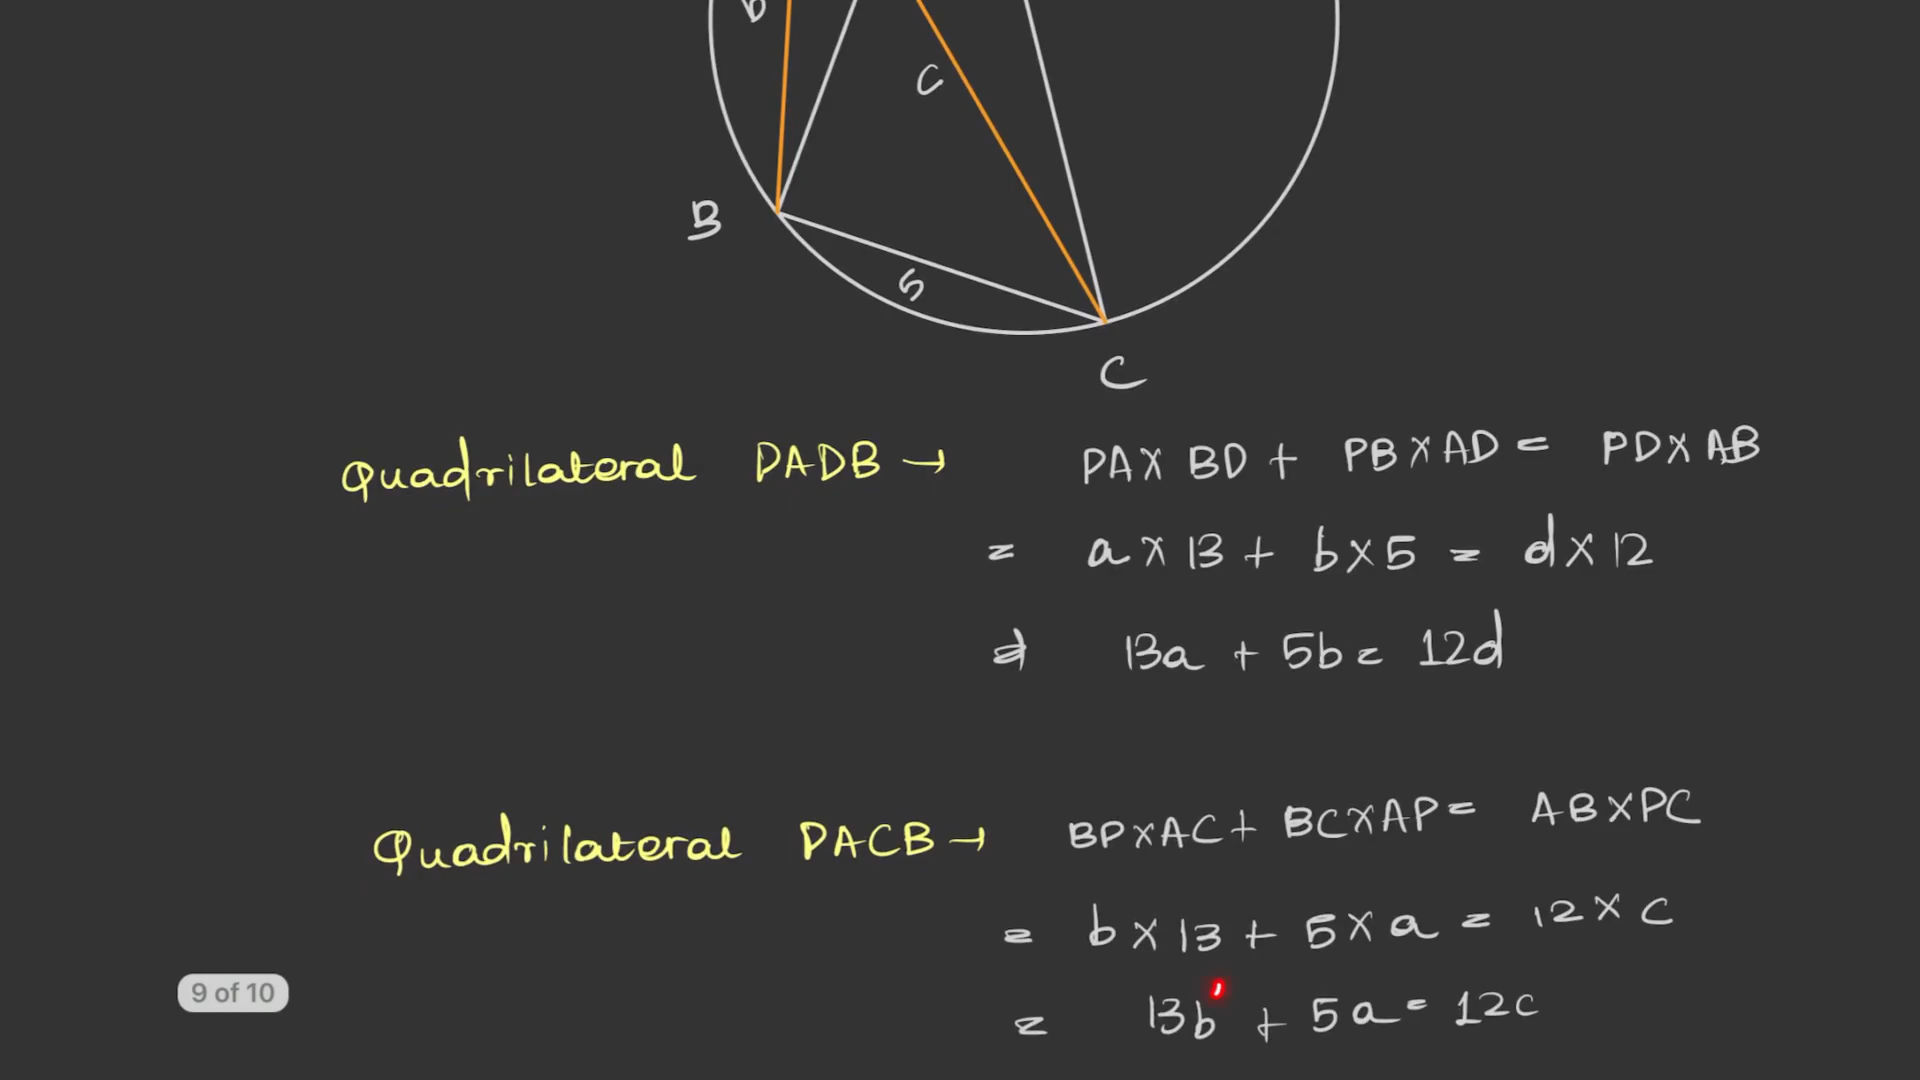 b
C
B
5
C
Quadrilateral PADB → PA X BD + PB X AD = PD X AB
= a x 13 + b x 5 = d x 12
⇒ 13a + 5b = 12d
Quadrilateral PACB → BP X AC + BC X AP = AB X PC
= b x 13 + 5 x a = 12 x c
= 13b + 5a = 12c
9 of 10